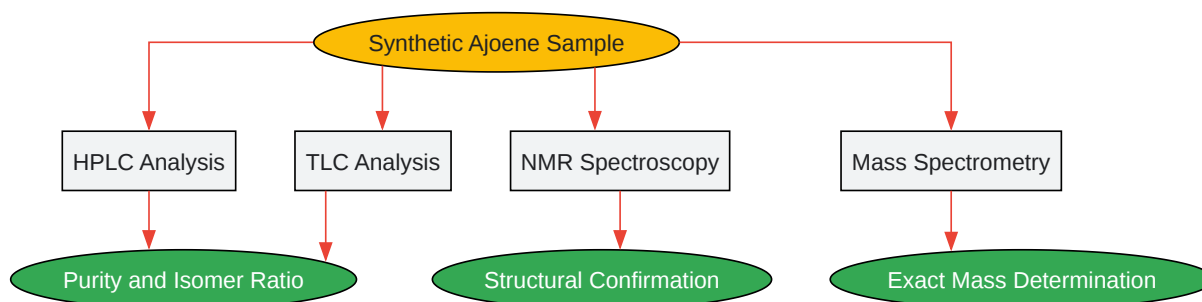 Synthetic Ajoene Sample
HPLC Analysis
TLC Analysis
NMR Spectroscopy
Mass Spectrometry
Purity and Isomer Ratio
Structural Confirmation
Exact Mass Determination